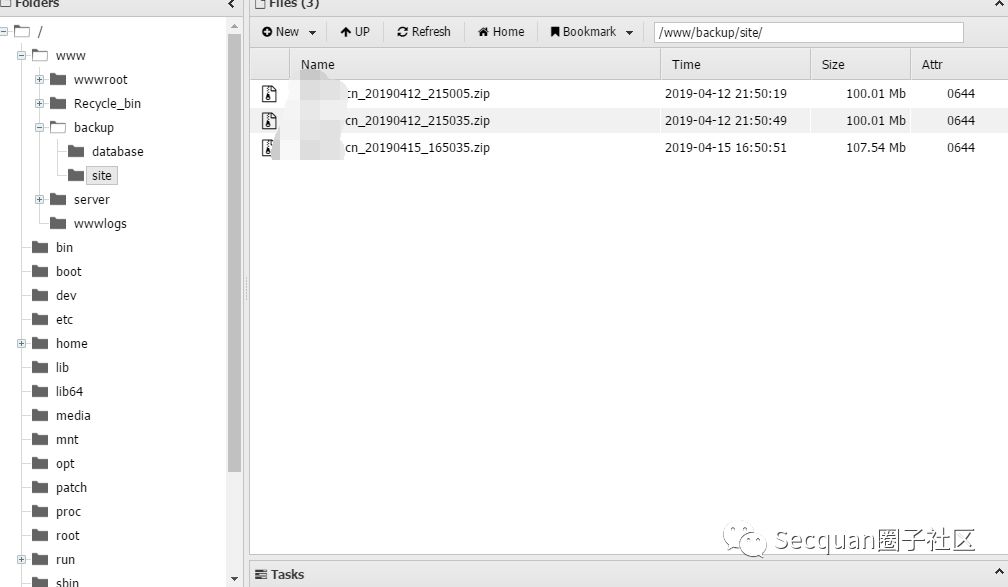 Folders
/
www
wwwroot
Recycle_bin
backup
database
site
server
wwwlogs
bin
boot
dev
etc
home
lib
lib64
media
mnt
opt
patch
proc
root
run
sbin
Files (3)
New UP Refresh Home Bookmark /www/backup/site/
Name Time Size Attr
cn_20190412_215005.zip 2019-04-12 21:50:19 100.01 Mb 0644
cn_20190412_215035.zip 2019-04-12 21:50:49 100.01 Mb 0644
cn_20190415_165035.zip 2019-04-15 16:50:51 107.54 Mb 0644
Secquan圈子社区
Tasks